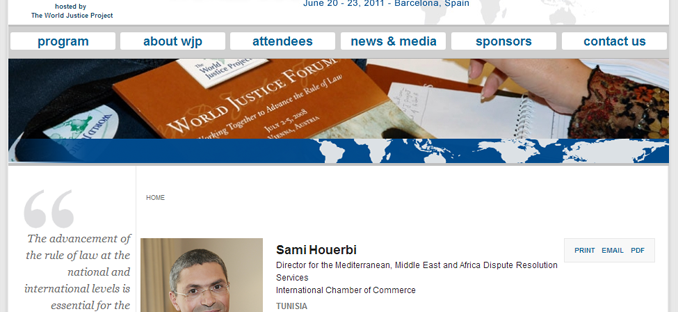 June 20 - 23, 2011 - Barcelona, Spain
hosted by
The World Justice Project
program
about wjp
attendees
news & media
sponsors
contact us
The World
Justice Project
WORLD JUSTICE FORUM
Working Together to Advance the Rule of Law
JULY 2-5, 2008
VIENNA, AUSTRIA
HOME
The advancement of
the rule of law at the
national and
international levels is
essential for the
Sami Houerbi
Director for the Mediterranean, Middle East and Africa Dispute Resolution
Services
International Chamber of Commerce
TUNISIA
PRINT EMAIL PDF